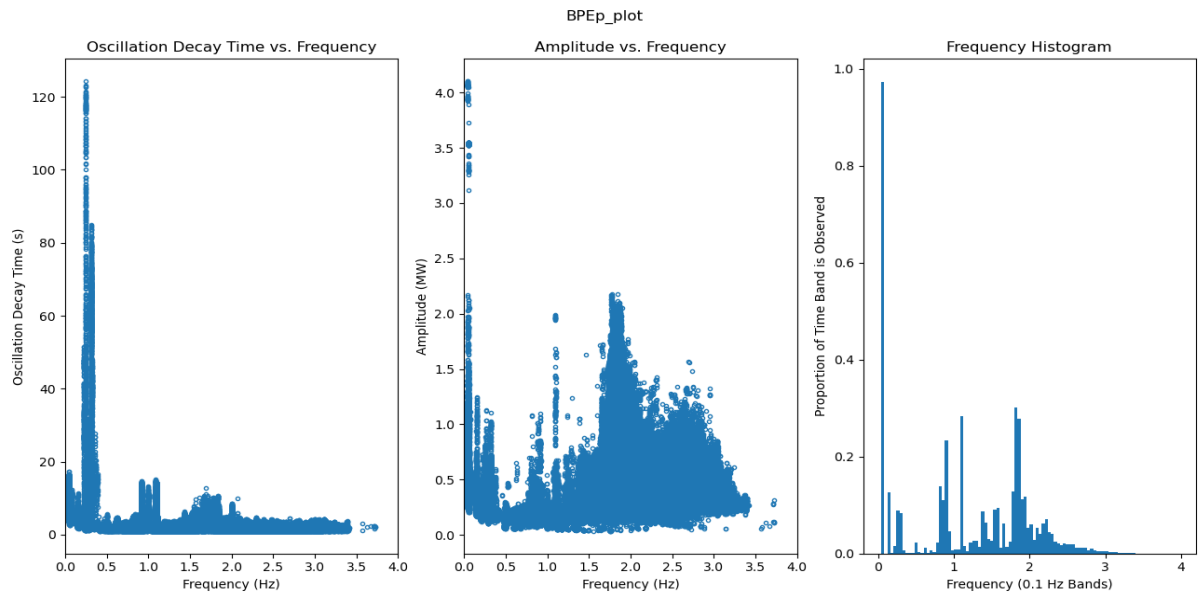 BPEp_plot
Oscillation Decay Time vs. Frequency
Oscillation Decay Time (s)
120
100
80
60
40
20
0
0.0 0.5 1.0 1.5 2.0 2.5 3.0 3.5 4.0
Frequency (Hz)
Amplitude vs. Frequency
Amplitude (MW)
4.0
3.5
3.0
2.5
2.0
1.5
1.0
0.5
0.0
0.0 0.5 1.0 1.5 2.0 2.5 3.0 3.5 4.0
Frequency (Hz)
Frequency Histogram
Proportion of Time Band is Observed
1.0
0.8
0.6
0.4
0.2
0.0
0 1 2 3 4
Frequency (0.1 Hz Bands)